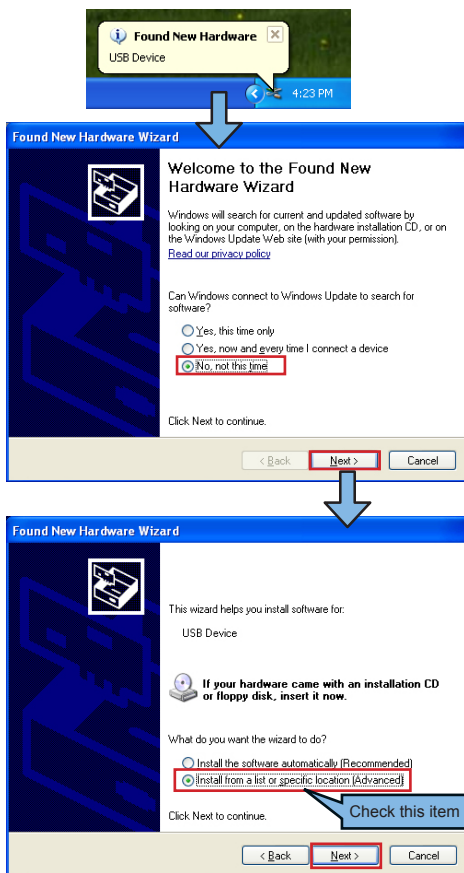 Found New Hardware
USB Device
4:23 PM
Found New Hardware Wizard
Welcome to the Found New
Hardware Wizard
Windows will search for current and updated software by
looking on your computer, on the hardware installation CD, or on
the Windows Update Web site (with your permission).
Read our privacy policy
Can Windows connect to Windows Update to search for
software?
Yes, this time only
Yes, now and every time I connect a device
No, not this time
Click Next to continue.
< Back
Next >
Cancel
Found New Hardware Wizard
This wizard helps you install software for:
USB Device
If your hardware came with an installation CD
or floppy disk, insert it now.
What do you want the wizard to do?
Install the software automatically (Recommended)
Install from a list or specific location (Advanced)
Check this item
Click Next to continue.
< Back
Next >
Cancel